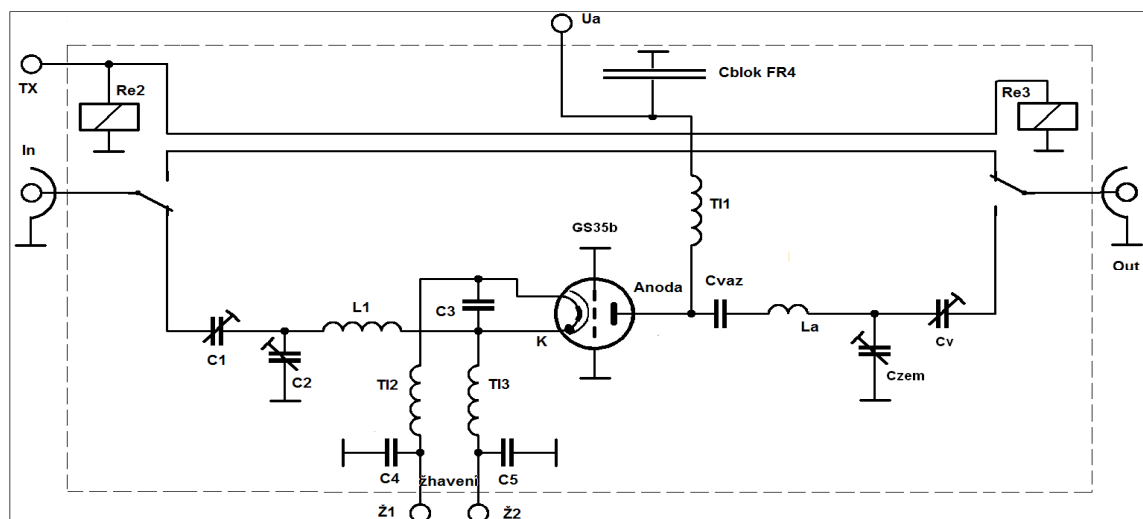 Ua
TX
Re2
Cblok FR4
Re3
In
Tl1
GS35b
Out
Anoda
Cvaz
L1
C3
K
La
Cv
C1
C2
Tl2
Tl3
Czem
C4
žhavení
C5
Ž1
Ž2